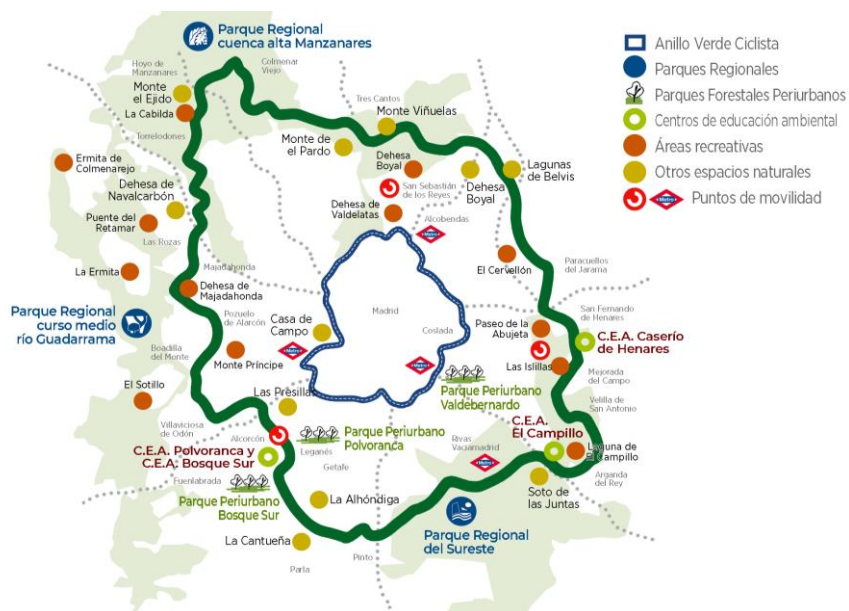 Parque Regional
cuenca alta Manzanares
Hoyo de
Manzanares
Colmenar
Viejo
Monte
el Ejido
La Cabilda
Torrelodones
Tres Cantos
Monte Viñuelas
Monte de
el Pardo
Dehesa
Boyal
San Sebastián
de los Reyes
Dehesa
Boyal
Lagunas
de Belvis
Ermita de
Colmenarejo
Dehesa de
Navalcarbón
Puente del
Retamar
Las Rozas
Dehesa de
Valdelatas
Alcobendas
Metro
El Cervellón
Paracuellos
del Jarama
La Ermita
Majadahonda
Dehesa de
Majadahonda
Parque Regional
curso medio
río Guadarrama
Pozuelo
de Alarcón
Casa de
Campo
Madrid
Coslada
San Fernando
de Henares
Paseo de la
Abujeta
C.E.A. Caserío
de Henares
Boadilla
del Monte
Monte Príncipe
Metro
Metro
Las Islillas
Mejorada
del Campo
El Sotillo
Las Presillas
Parque Periurbano
Valdebernardo
Velilla de
San Antonio
Villaviciosa
de Odón
Alcorcón
Parque Periurbano
Polvoranca
Leganés
C.E.A.
El Campillo
C.E.A. Polvoranca y
C.E.A. Bosque Sur
Getafe
Rivas
Vaciamadrid
Metro
Laguna de
El Campillo
Fuenlabrada
Parque Periurbano
Bosque Sur
La Alhóndiga
Soto de
las Juntas
Arganda
del Rey
La Cantueña
Parque Regional
del Sureste
Pinto
Parla
Anillo Verde Ciclista
Parques Regionales
Parques Forestales Periurbanos
Centros de educación ambiental
Áreas recreativas
Otros espacios naturales
Metro
Puntos de movilidad